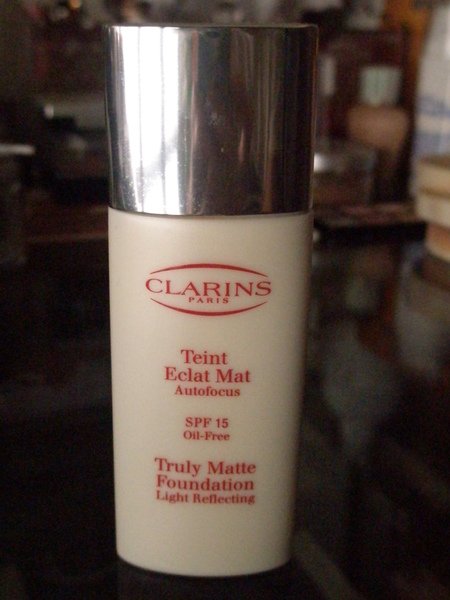 CLARINS
PARIS
Teint
Eclat Mat
Autofocus
SPF 15
Oil-Free
Truly Matte
Foundation
Light Reflecting